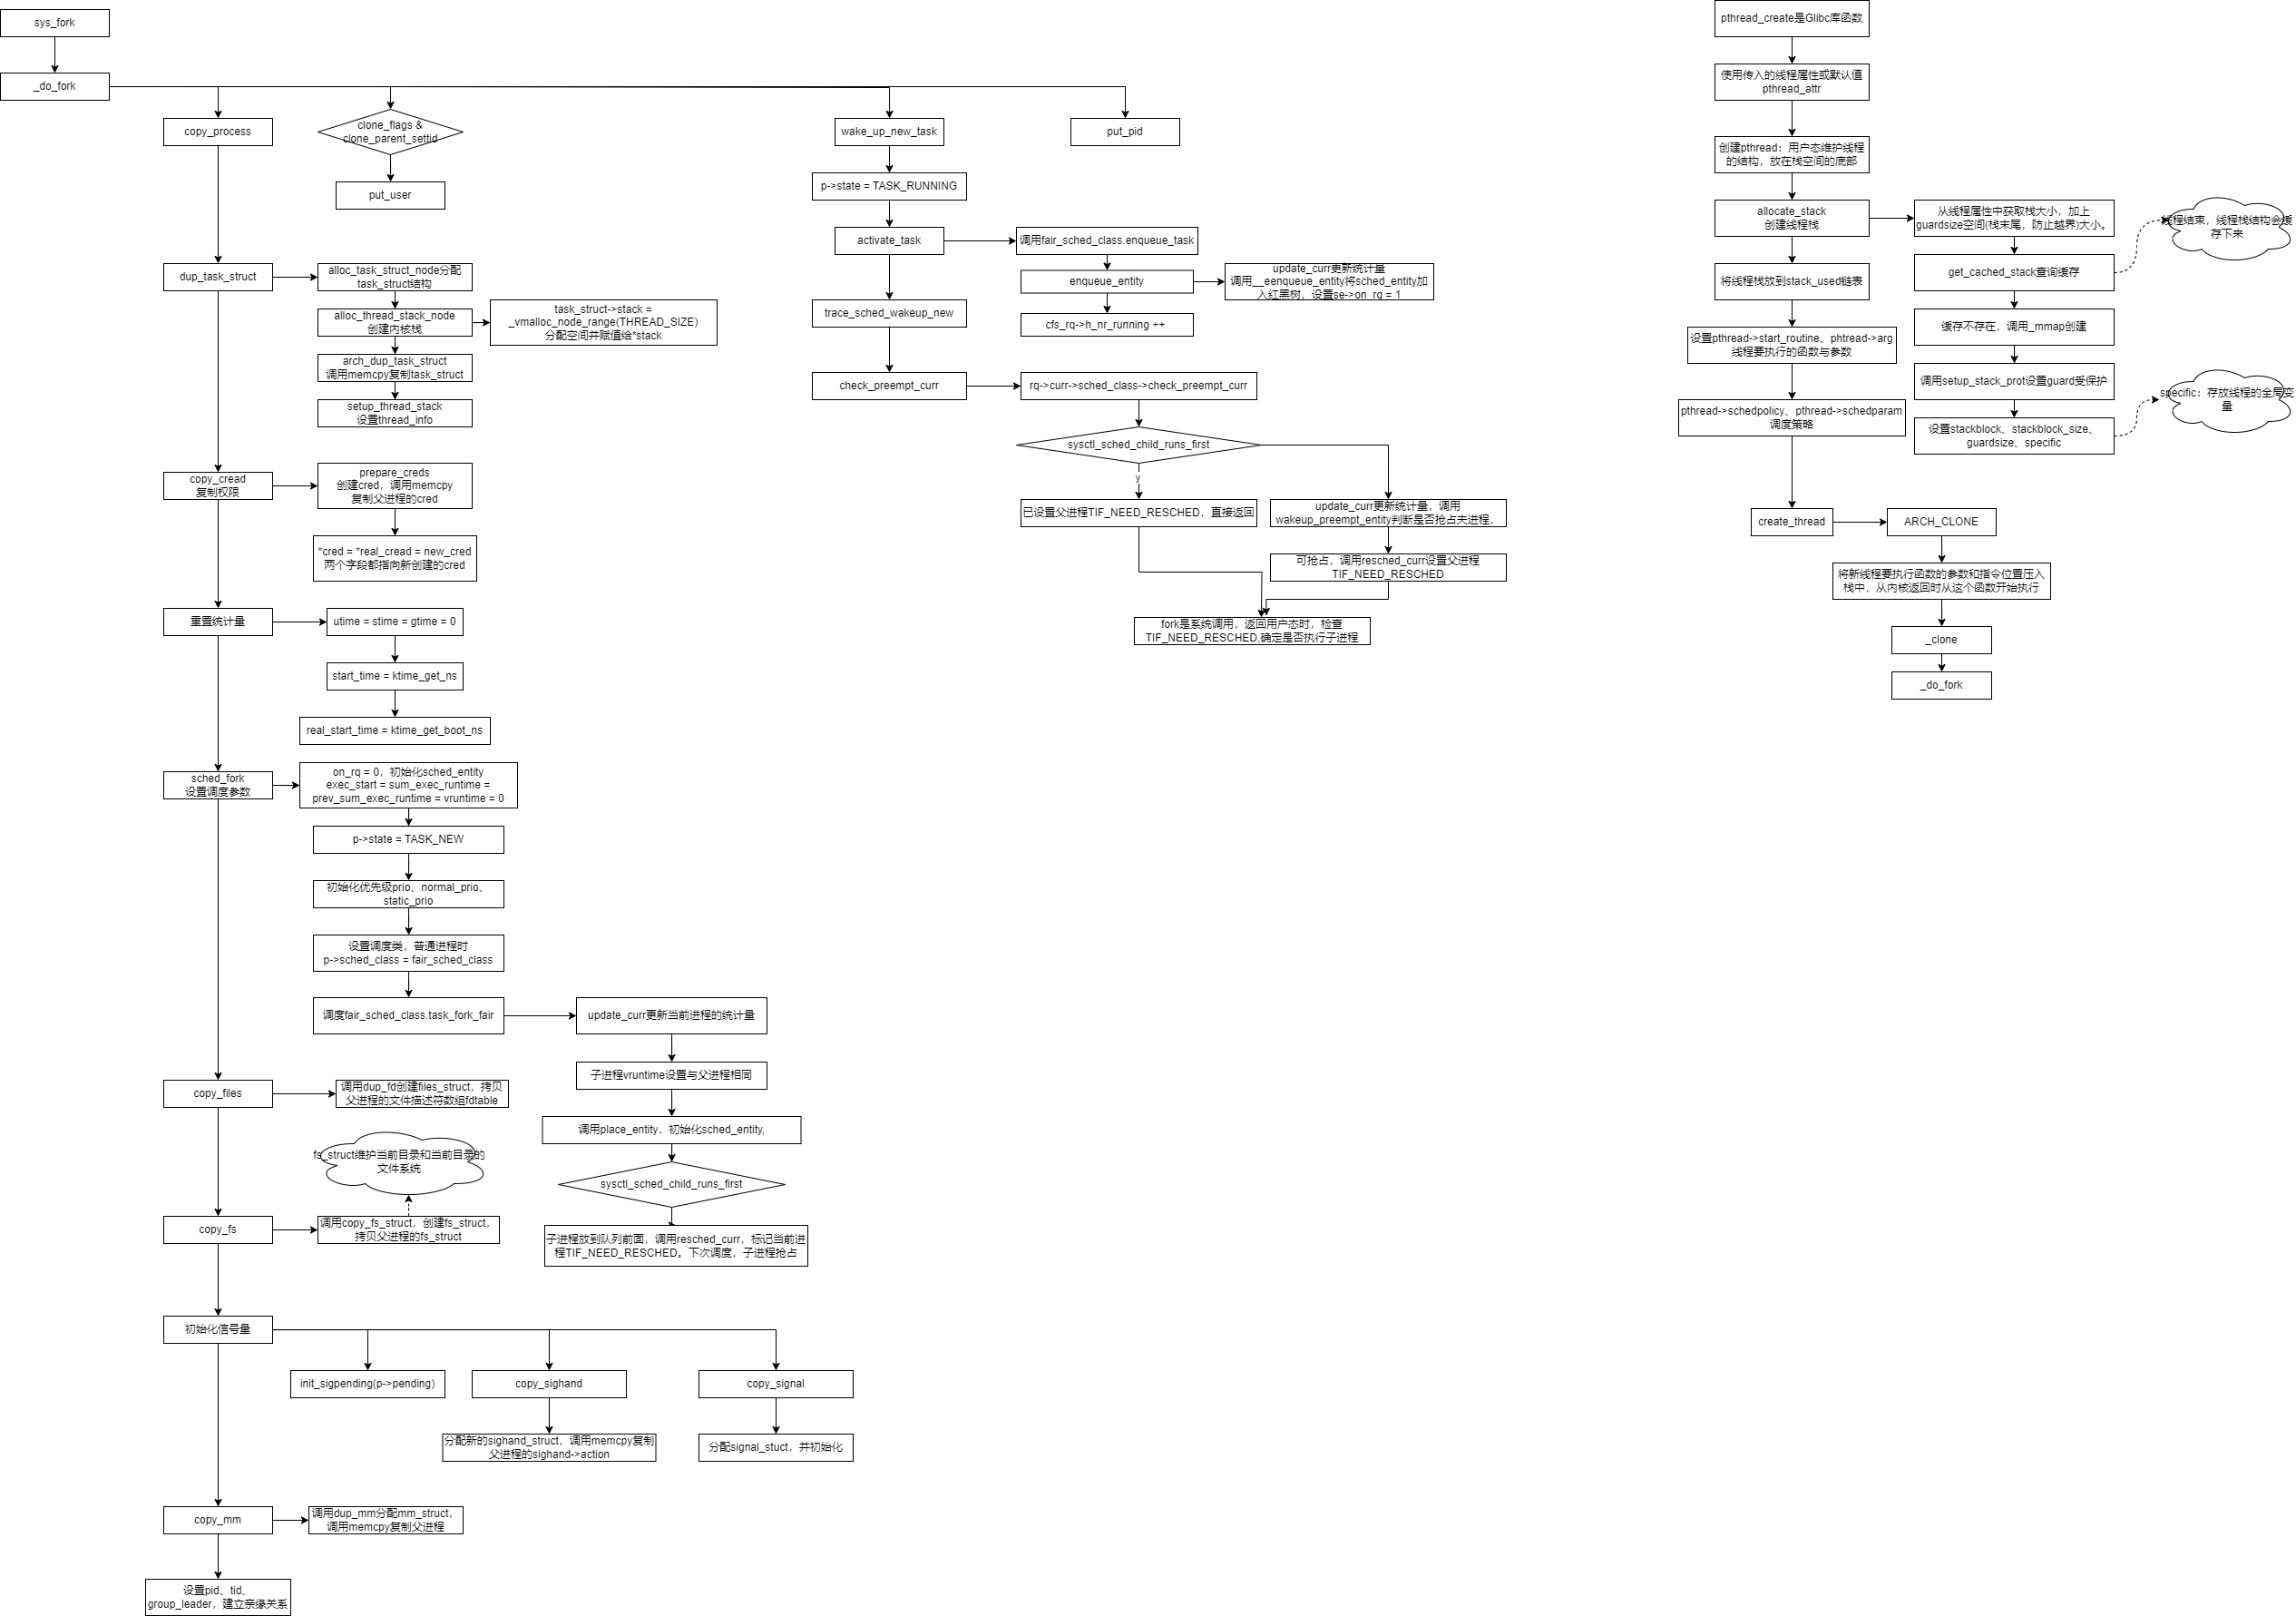 sys_fork
_do_fork
copy_process
clone_flags &
clone_parent_settid
put_user
wake_up_new_task
put_pid
p->state = TASK_RUNNING
activate_task
调用fair_sched_class.enqueue_task
enqueue_entity
update_curr更新统计量
调用__eenqueue_entity将sched_entity加
入红黑树，设置se->on_rq = 1
cfs_rq->h_nr_running ++
trace_sched_wakeup_new
check_preempt_curr
rq->curr->sched_class->check_preempt_curr
sysctl_sched_child_runs_first
y
已设置父进程TIF_NEED_RESCHED，直接返回
update_curr更新统计量，调用
wakeup_preempt_entity判断是否抢占夫进程，
可抢占，调用resched_curr设置父进程
TIF_NEED_RESCHED
fork是系统调用，返回用户态时，检查
TIF_NEED_RESCHED,确定是否执行子进程
dup_task_struct
alloc_task_struct_node分配
task_struct结构
alloc_thread_stack_node
创建内核栈
task_struct->stack =
_vmalloc_node_range(THREAD_SIZE)
分配空间并赋值给*stack
arch_dup_task_struct
调用memcpy复制task_struct
setup_thread_stack
设置thread_info
copy_cread
复制权限
prepare_creds
创建cred，调用memcpy
复制父进程的cred
*cred = *real_cread = new_cred
两个字段都指向新创建的cred
重置统计量
utime = stime = gtime = 0
start_time = ktime_get_ns
real_start_time = ktime_get_boot_ns
sched_fork
设置调度参数
on_rq = 0，初始化sched_entity
exec_start = sum_exec_runtime =
prev_sum_exec_runtime = vruntime = 0
p->state = TASK_NEW
初始化优先级prio、normal_prio、
static_prio
设置调度类，普通进程时
p->sched_class = fair_sched_class
调度fair_sched_class.task_fork_fair
update_curr更新当前进程的统计量
子进程vruntime设置与父进程相同
调用place_entity，初始化sched_entity,
sysctl_sched_child_runs_first
子进程放到队列前面，调用resched_curr，标记当前进
程TIF_NEED_RESCHED。下次调度，子进程抢占
copy_files
调用dup_fd创建files_struct，拷贝
父进程的文件描述符数组fdtable
fs_struct维护当前目录和当前目录的
文件系统
copy_fs
调用copy_fs_struct，创建fs_struct，
拷贝父进程的fs_struct
初始化信号量
init_sigpending(p->pending)
copy_sighand
copy_signal
分配新的sighand_struct，调用memcpy复制
父进程的sighand->action
分配signal_stuct，并初始化
copy_mm
调用dup_mm分配mm_struct，
调用memcpy复制父进程
设置pid、tid、
group_leader，建立亲缘关系
pthread_create是Glibc库函数
使用传入的线程属性或默认值
pthread_attr
创建pthread：用户态维护线程
的结构，放在栈空间的底部
allocate_stack
创建线程栈
从线程属性中获取栈大小，加上
guardsize空间(栈末尾，防止越界)大小。
线程结束，线程栈结构会缓
存下来
get_cached_stack查询缓存
将线程栈放到stack_used链表
缓存不存在，调用_mmap创建
设置pthread->start_routine、phtread->arg
线程要执行的函数与参数
调用setup_stack_prot设置guard受保护
specific：存放线程的全局变
量
pthread->schedpolicy、pthread->schedparam
调度策略
设置stackblock、stackblock_size、
guardsize、specific
create_thread
ARCH_CLONE
将新线程要执行函数的参数和指令位置压入
栈中，从内核返回时从这个函数开始执行
_clone
_do_fork